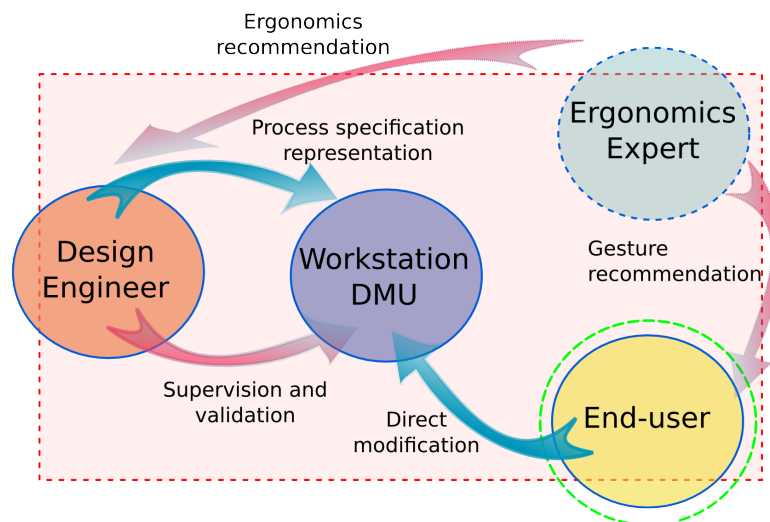 Ergonomics
recommendation
Ergonomics
Expert
Process specification
representation
Design
Engineer
Workstation
DMU
Gesture
recommendation
Supervision and
validation
Direct
modification
End-user